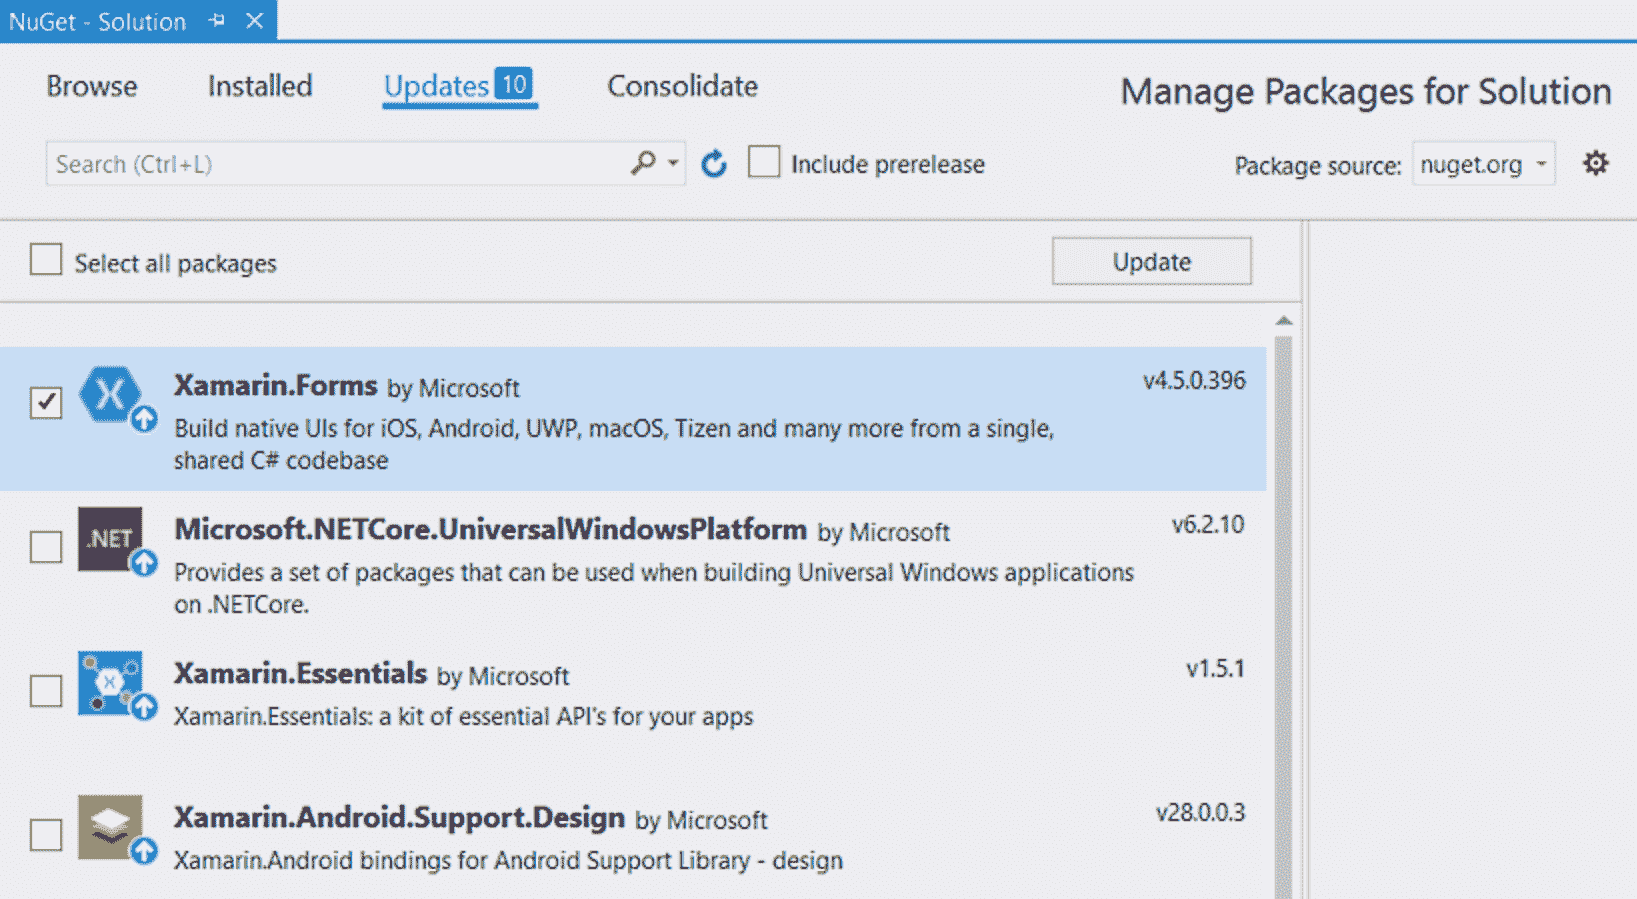 NuGet - Solution
Browse Installed Updates 10 Consolidate
Manage Packages for Solution
Search (Ctrl+L)
Include prerelease
Package source: nuget.org
Select all packages
Update
Xamarin.Forms by Microsoft v4.5.0.396
Build native UIs for iOS, Android, UWP, macOS, Tizen and many more from a single,
shared C# codebase
.NET
Microsoft.NETCore.UniversalWindowsPlatform by Microsoft v6.2.10
Provides a set of packages that can be used when building Universal Windows applications
on .NETCore.
Xamarin.Essentials by Microsoft v1.5.1
Xamarin.Essentials: a kit of essential API's for your apps
Xamarin.Android.Support.Design by Microsoft v28.0.0.3
Xamarin.Android bindings for Android Support Library - design